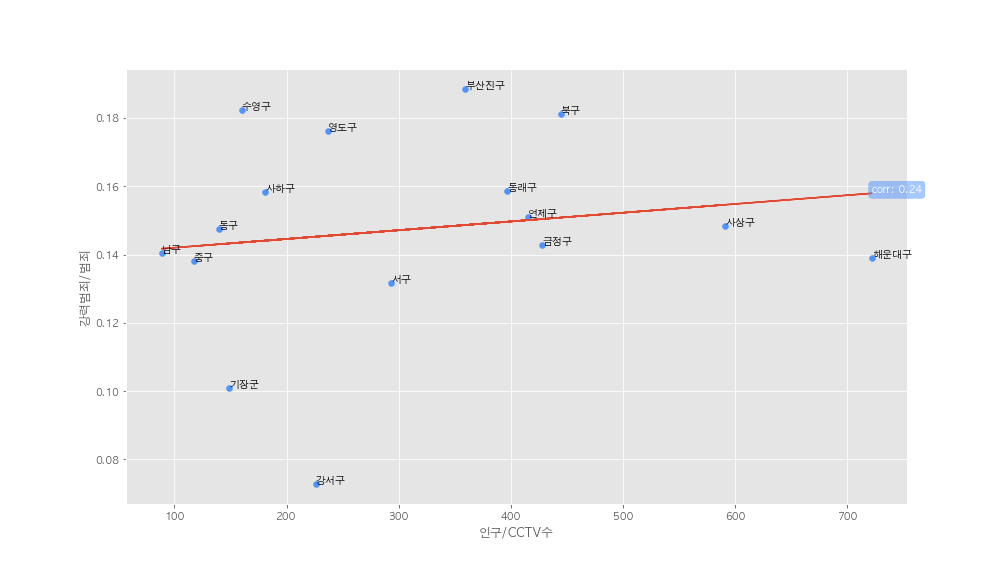 부산진구
수영구
북구
영도구
0.18
사하구
동래구
corr: 0.24
0.16
연제구
사상구
동구
금정구
남구
중구
해운대구
0.14
서구
강력범죄/범죄
0.12
기장군
0.10
강서구
0.08
100 200 300 400 500 600 700
인구/CCTV수